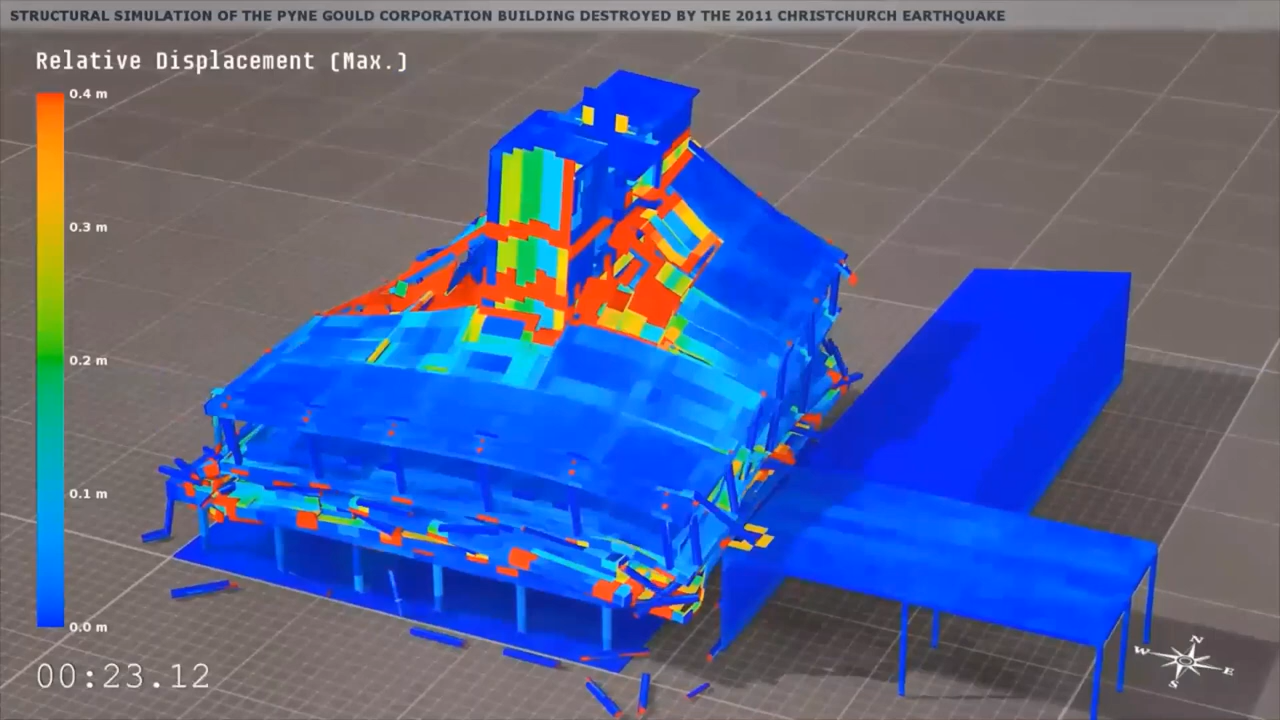 STRUCTURAL SIMULATION OF THE PYNE GOULD CORPORATION BUILDING DESTROYED BY THE 2011 CHRISTCHURCH EARTHQUAKE
Relative Displacement (Max.)
0.4 m
0.3 m
0.2 m
0.1 m
0.0 m
00:23.12
N
W
E
S